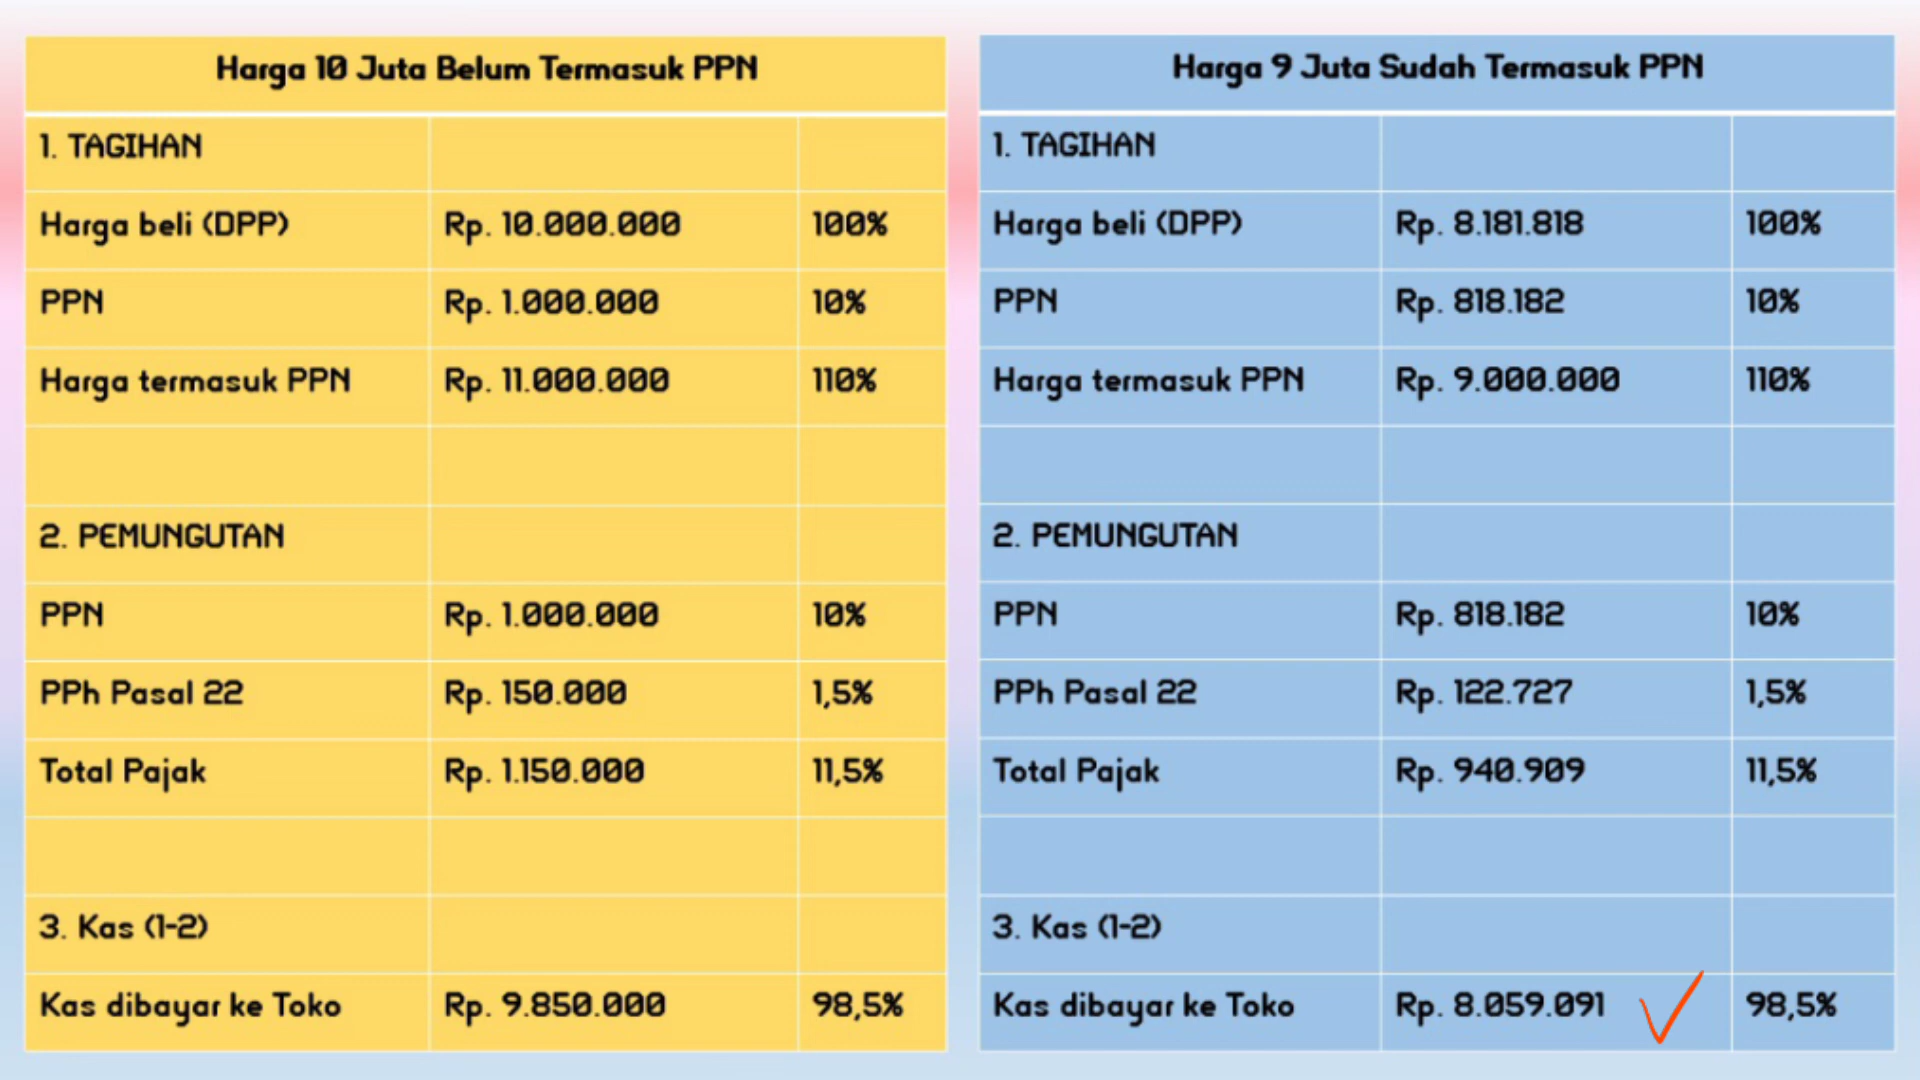 Harga 10 Juta Belum Termasuk PPN
1. TAGIHAN
Harga beli (DPP) Rp. 10.000.000 100%
PPN Rp. 1.000.000 10%
Harga termasuk PPN Rp. 11.000.000 110%
2. PEMUNGUTAN
PPN Rp. 1.000.000 10%
PPh Pasal 22 Rp. 150.000 1,5%
Total Pajak Rp. 1.150.000 11,5%
3. Kas (1-2)
Kas dibayar ke Toko Rp. 9.850.000 98,5%
Harga 9 Juta Sudah Termasuk PPN
1. TAGIHAN
Harga beli (DPP) Rp. 8.181.818 100%
PPN Rp. 818.182 10%
Harga termasuk PPN Rp. 9.000.000 110%
2. PEMUNGUTAN
PPN Rp. 818.182 10%
PPh Pasal 22 Rp. 122.727 1,5%
Total Pajak Rp. 940.909 11,5%
3. Kas (1-2)
Kas dibayar ke Toko Rp. 8.059.091 98,5%